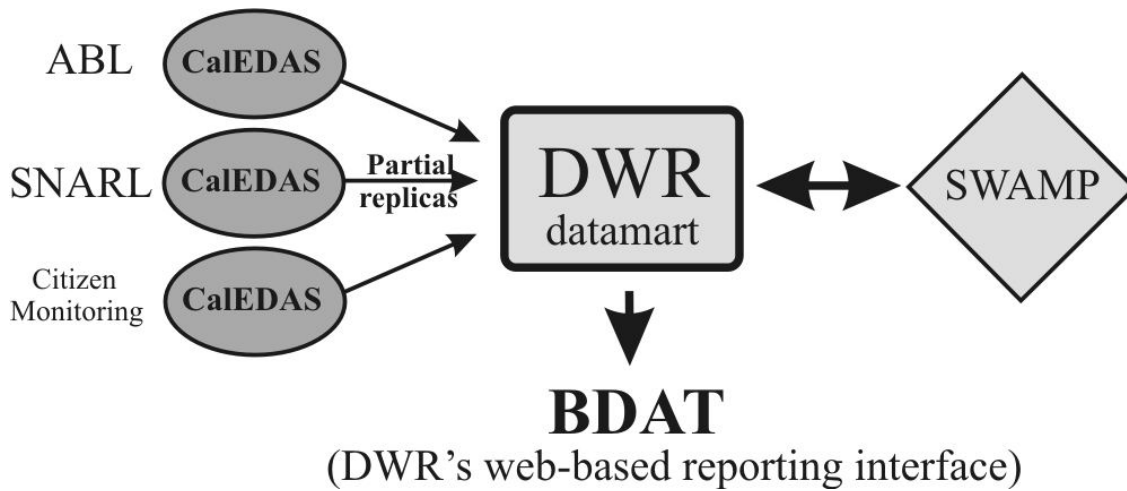 ABL
CalEDAS
SNARL
CalEDAS
Partial
replicas
Citizen
Monitoring
CalEDAS
DWR
datamart
SWAMP
BDAT
(DWR’s web-based reporting interface)